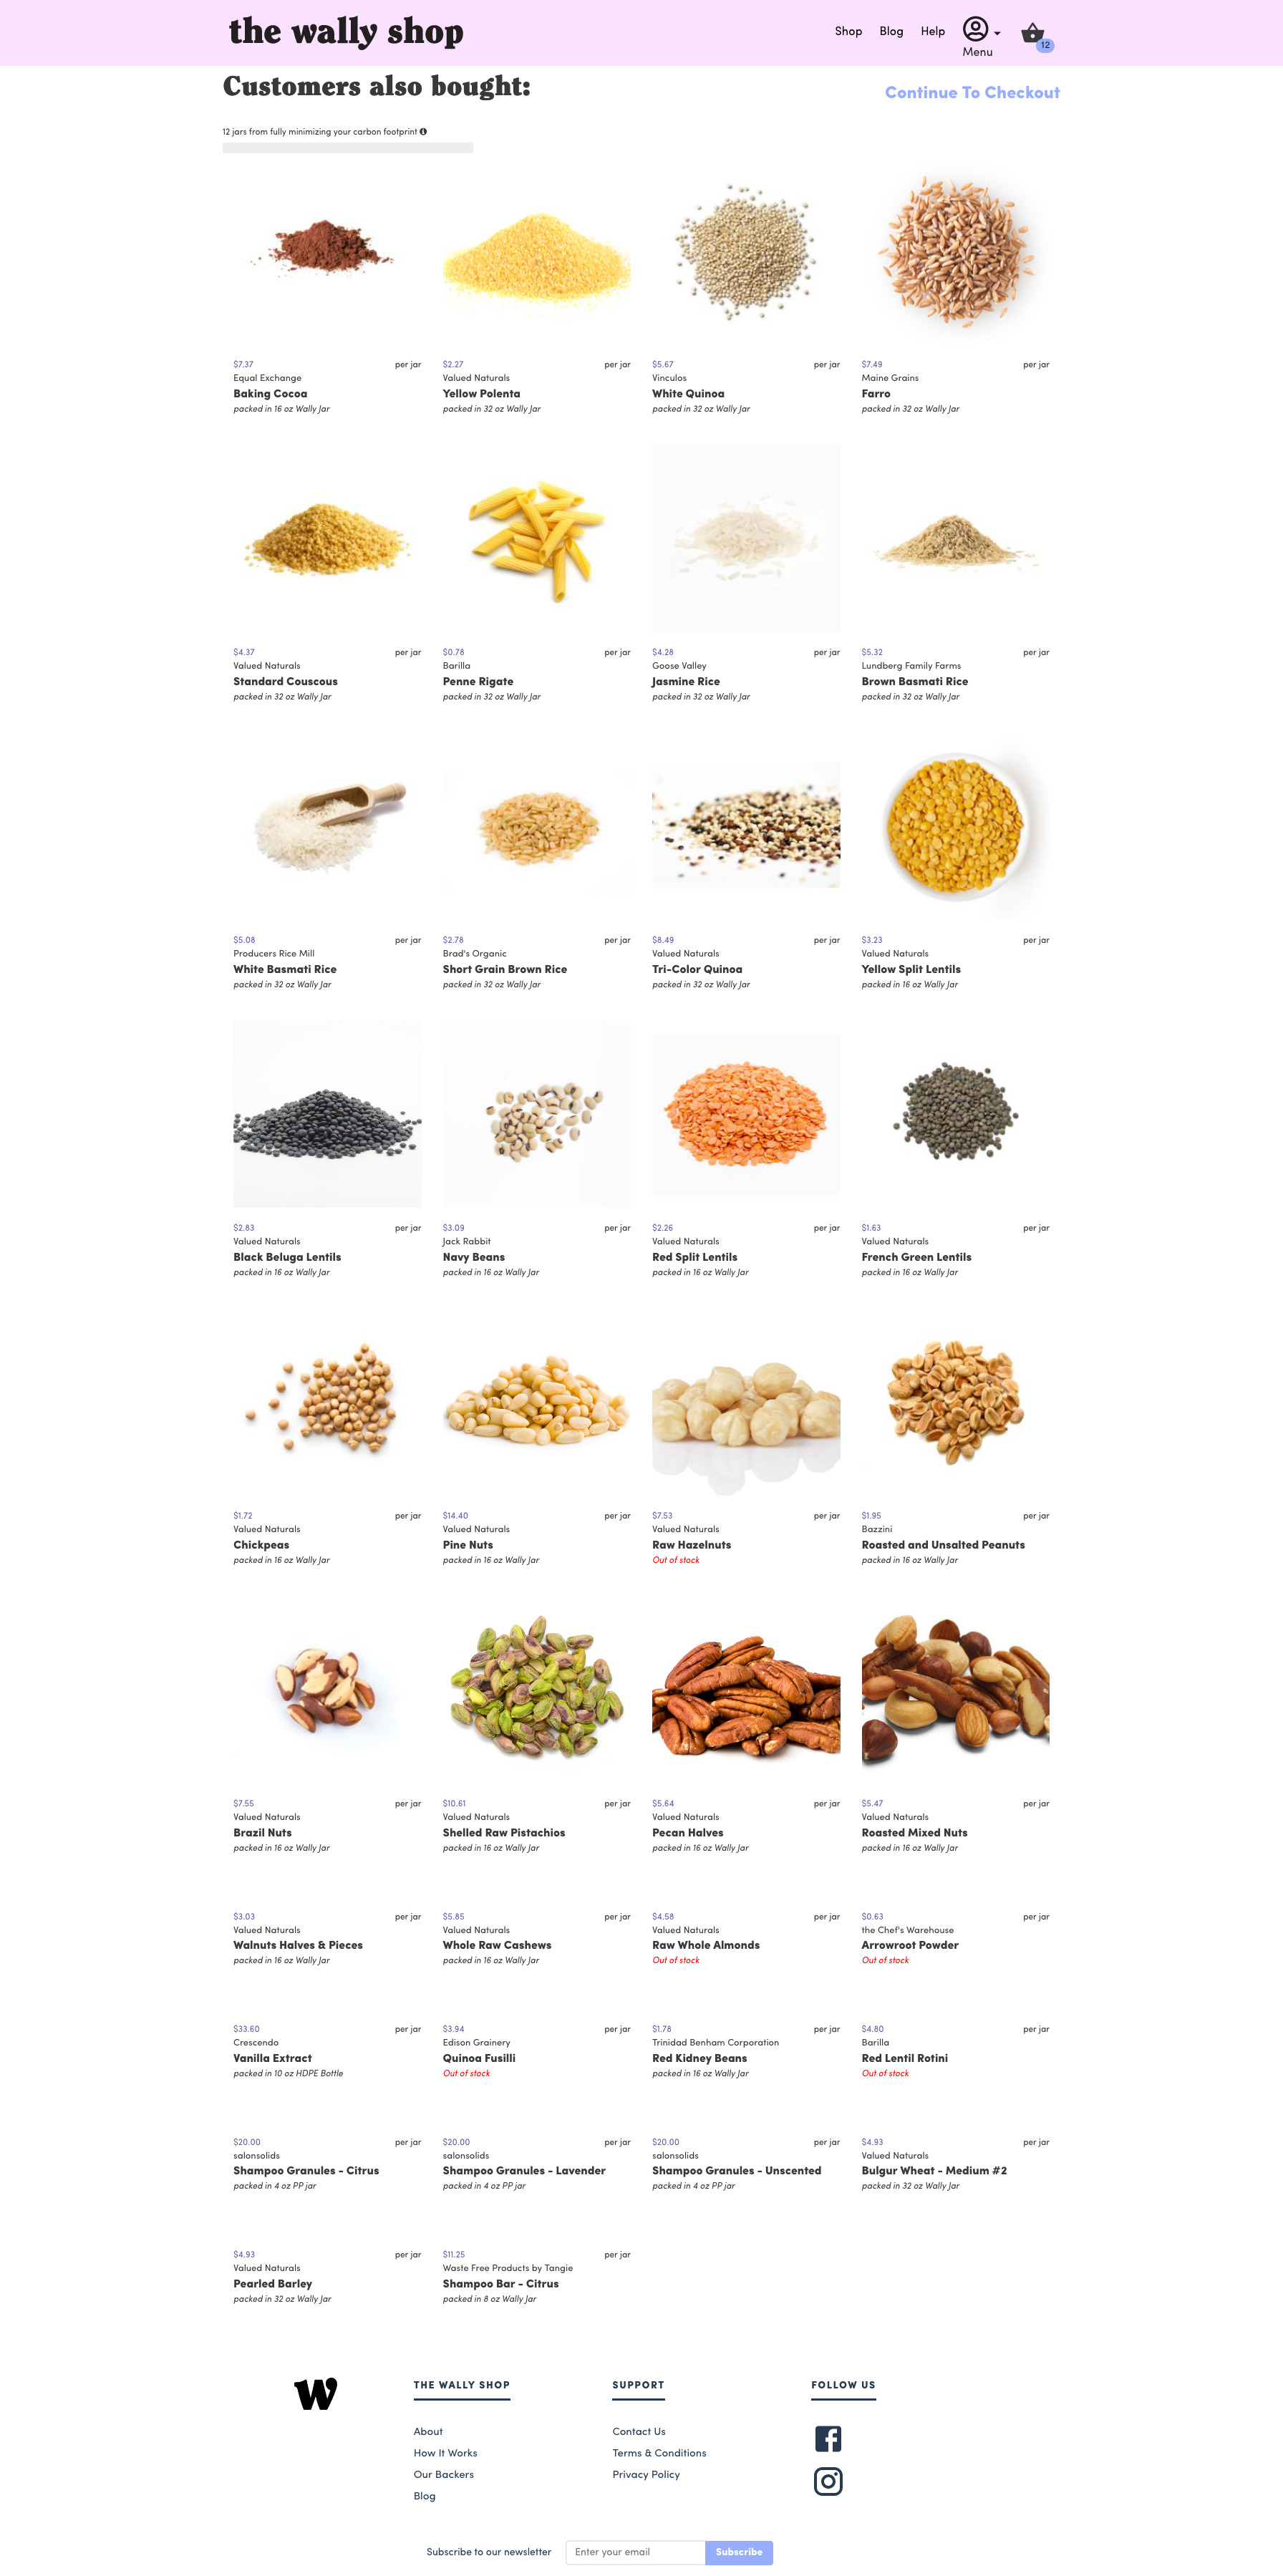 the wally shop
Shop Blog Help Menu 12
Customers also bought:
Continue To Checkout
12 jars from fully minimizing your carbon footprint
$7.37 per jar
Equal Exchange
Baking Cocoa
packed in 16 oz Wally Jar
$2.27 per jar
Valued Naturals
Yellow Polenta
packed in 32 oz Wally Jar
$5.67 per jar
Vinculos
White Quinoa
packed in 32 oz Wally Jar
$7.49 per jar
Maine Grains
Farro
packed in 32 oz Wally Jar
$4.37 per jar
Valued Naturals
Standard Couscous
packed in 32 oz Wally Jar
$0.78 per jar
Barilla
Penne Rigate
packed in 32 oz Wally Jar
$4.28 per jar
Goose Valley
Jasmine Rice
packed in 32 oz Wally Jar
$5.32 per jar
Lundberg Family Farms
Brown Basmati Rice
packed in 32 oz Wally Jar
$5.08 per jar
Producers Rice Mill
White Basmati Rice
packed in 32 oz Wally Jar
$2.78 per jar
Brad's Organic
Short Grain Brown Rice
packed in 32 oz Wally Jar
$8.49 per jar
Valued Naturals
Tri-Color Quinoa
packed in 32 oz Wally Jar
$3.23 per jar
Valued Naturals
Yellow Split Lentils
packed in 16 oz Wally Jar
$2.83 per jar
Valued Naturals
Black Beluga Lentils
packed in 16 oz Wally Jar
$3.09 per jar
Jack Rabbit
Navy Beans
packed in 16 oz Wally Jar
$2.26 per jar
Valued Naturals
Red Split Lentils
packed in 16 oz Wally Jar
$1.63 per jar
Valued Naturals
French Green Lentils
packed in 16 oz Wally Jar
$1.72 per jar
Valued Naturals
Chickpeas
packed in 16 oz Wally Jar
$14.40 per jar
Valued Naturals
Pine Nuts
packed in 16 oz Wally Jar
$7.53 per jar
Valued Naturals
Raw Hazelnuts
Out of stock
$1.95 per jar
Bazzini
Roasted and Unsalted Peanuts
packed in 16 oz Wally Jar
$7.55 per jar
Valued Naturals
Brazil Nuts
packed in 16 oz Wally Jar
$10.61 per jar
Valued Naturals
Shelled Raw Pistachios
packed in 16 oz Wally Jar
$5.64 per jar
Valued Naturals
Pecan Halves
packed in 16 oz Wally Jar
$5.47 per jar
Valued Naturals
Roasted Mixed Nuts
packed in 16 oz Wally Jar
$3.03 per jar
Valued Naturals
Walnuts Halves & Pieces
packed in 16 oz Wally Jar
$5.85 per jar
Valued Naturals
Whole Raw Cashews
packed in 16 oz Wally Jar
$4.58 per jar
Valued Naturals
Raw Whole Almonds
Out of stock
$0.63 per jar
the Chef's Warehouse
Arrowroot Powder
Out of stock
$33.60 per jar
Crescendo
Vanilla Extract
packed in 10 oz HDPE Bottle
$3.94 per jar
Edison Grainery
Quinoa Fusilli
Out of stock
$1.78 per jar
Trinidad Benham Corporation
Red Kidney Beans
packed in 16 oz Wally Jar
$4.80 per jar
Barilla
Red Lentil Rotini
Out of stock
$20.00 per jar
salonsolids
Shampoo Granules - Citrus
packed in 4 oz PP jar
$20.00 per jar
salonsolids
Shampoo Granules - Lavender
packed in 4 oz PP jar
$20.00 per jar
salonsolids
Shampoo Granules - Unscented
packed in 4 oz PP jar
$4.93 per jar
Valued Naturals
Bulgur Wheat - Medium #2
packed in 32 oz Wally Jar
$4.93 per jar
Valued Naturals
Pearled Barley
packed in 32 oz Wally Jar
$11.25 per jar
Waste Free Products by Tangie
Shampoo Bar - Citrus
packed in 8 oz Wally Jar
W
THE WALLY SHOP
About
How It Works
Our Backers
Blog
SUPPORT
Contact Us
Terms & Conditions
Privacy Policy
FOLLOW US
Subscribe to our newsletter Enter your email Subscribe